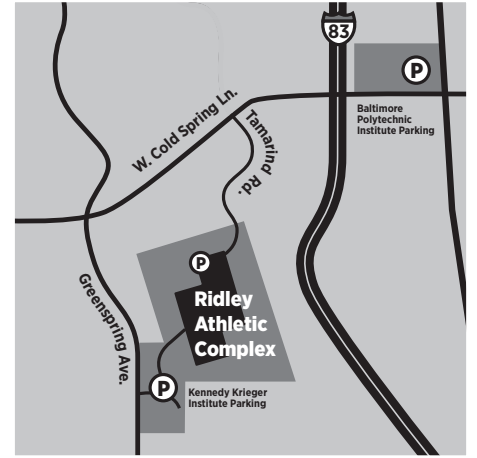 83
P
Baltimore
Polytechnic
Institute Parking
W. Cold Spring Ln.
Tamarind Rd.
P
Ridley
Athletic
Complex
Greenspring Ave.
P
Kennedy Krieger
Institute Parking